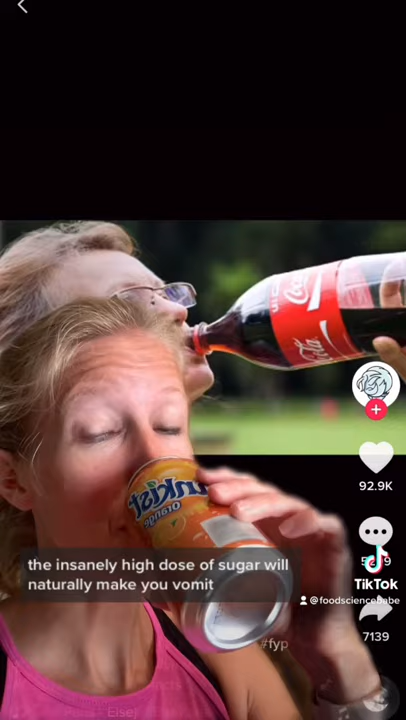 Coca-Cola
Sunkist
Orange
92.9K
the insanely high dose of sugar will
naturally make you vomit
TikTok
@foodsciencebabe
#fyp
7139